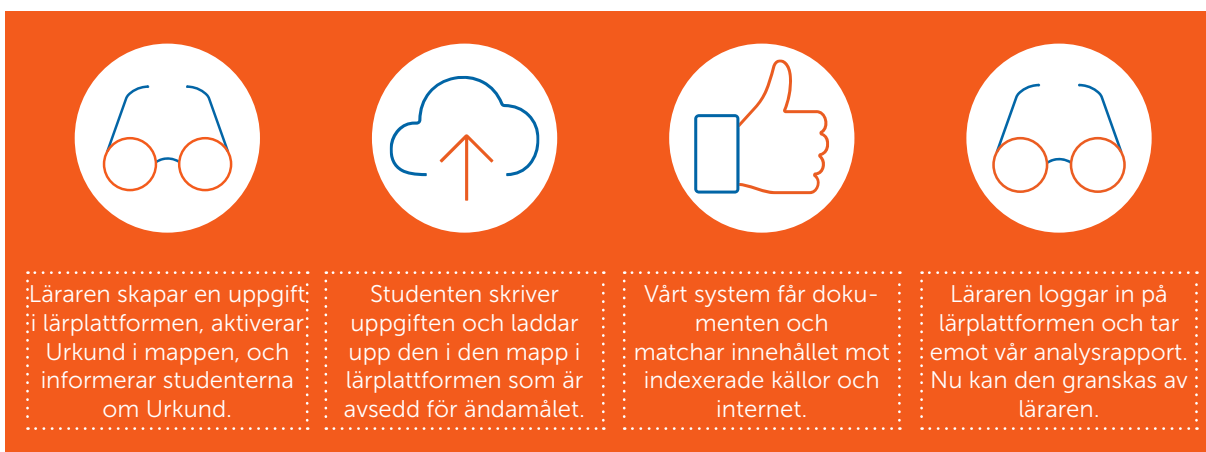 Läraren skapar en uppgift
i lärplattformen, aktiverar
Urkund i mappen, och
informerar studenterna
om Urkund.
Studenten skriver
uppgiften och laddar
upp den i den mapp i
lärplattformen som är
avsedd för ändamålet.
Vårt system får doku-
menten och
matchar innehållet mot
indexerade källor och
internet.
Läraren loggar in på
lärplattformen och tar
emot vår analysrapport.
Nu kan den granskas av
läraren.